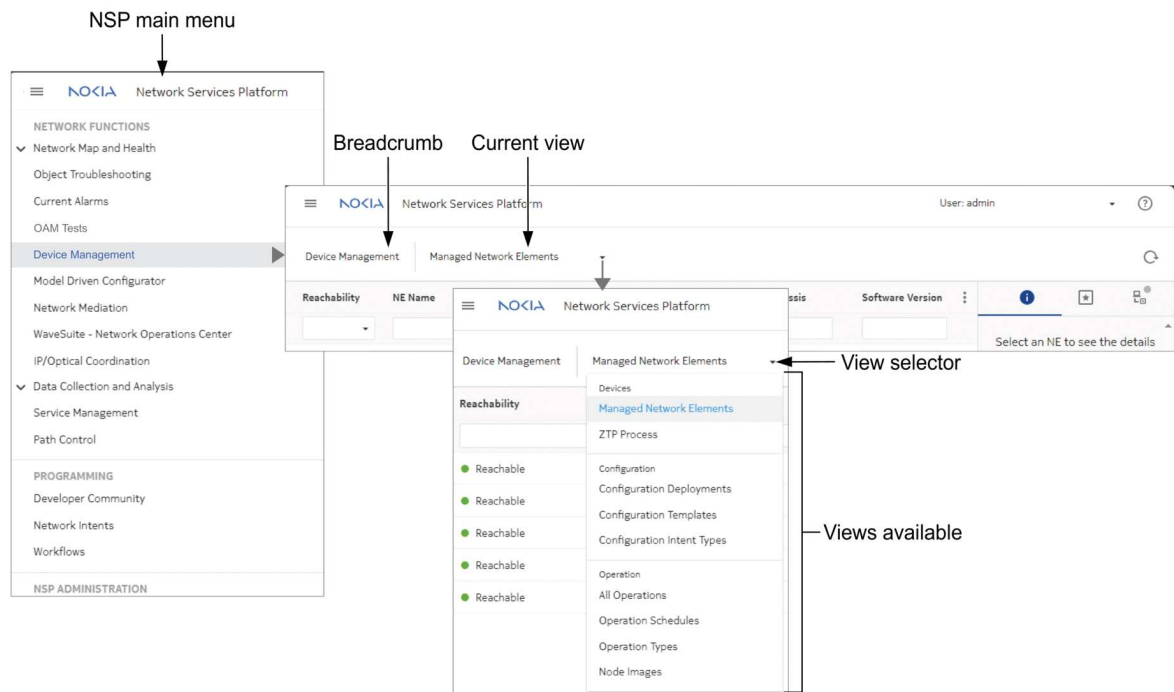 NSP main menu
NOKIA Network Services Platform
NETWORK FUNCTIONS
Network Map and Health
Object Troubleshooting
Current Alarms
OAM Tests
Device Management
Model Driven Configurator
Network Mediation
WaveSuite - Network Operations Center
IP/Optical Coordination
Data Collection and Analysis
Service Management
Path Control
PROGRAMMING
Developer Community
Network Intents
Workflows
NSP ADMINISTRATION
Breadcrumb Current view
NOKIA Network Services Platform User: admin ?
Device Management Managed Network Elements
Reachability NE Name ssis Software Version
Select an NE to see the details
NOKIA Network Services Platform
Device Management Managed Network Elements
View selector
Reachability
Reachable
Reachable
Reachable
Reachable
Reachable
Devices
Managed Network Elements
ZTP Process
Configuration
Configuration Deployments
Configuration Templates
Configuration Intent Types
Operation
All Operations
Operation Schedules
Operation Types
Node Images
Views available